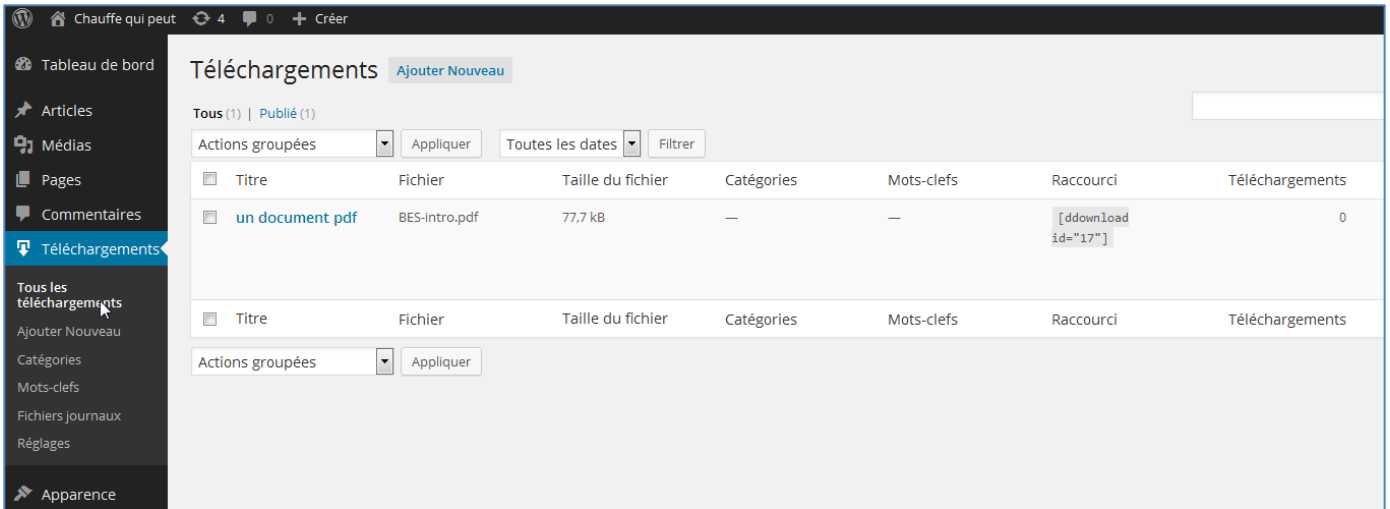 Chauffe qui peut 4 0 + Créer
Tableau de bord
Articles
Médias
Pages
Commentaires
Téléchargements
Tous les
téléchargements
Ajouter Nouveau
Catégories
Mots-clefs
Fichiers journaux
Réglages
Apparence
Téléchargements Ajouter Nouveau
Tous (1) | Publié (1)
Actions groupées Appliquer Toutes les dates Filtrer
Titre Fichier Taille du fichier Catégories Mots-clefs Raccourci Téléchargements
un document pdf BES-intro.pdf 77,7 kB — — [ddownload 0
id="17"]
Titre Fichier Taille du fichier Catégories Mots-clefs Raccourci Téléchargements
Actions groupées Appliquer